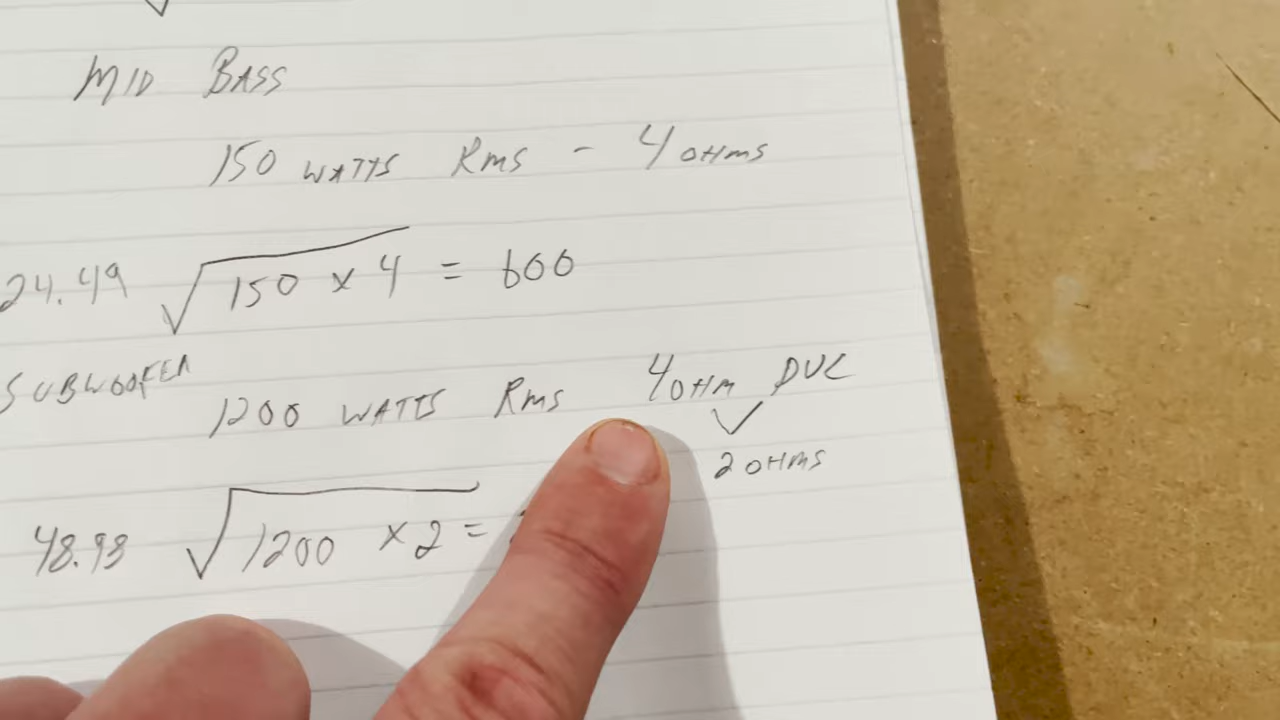 MID BASS
150 WATTS RMS - 4 OHMS
24.49 √150 x 4 = 600
SUBWOOFER
1200 WATTS RMS 4 OHM DVC
2 OHMS
48.98 √1200 x 2 =